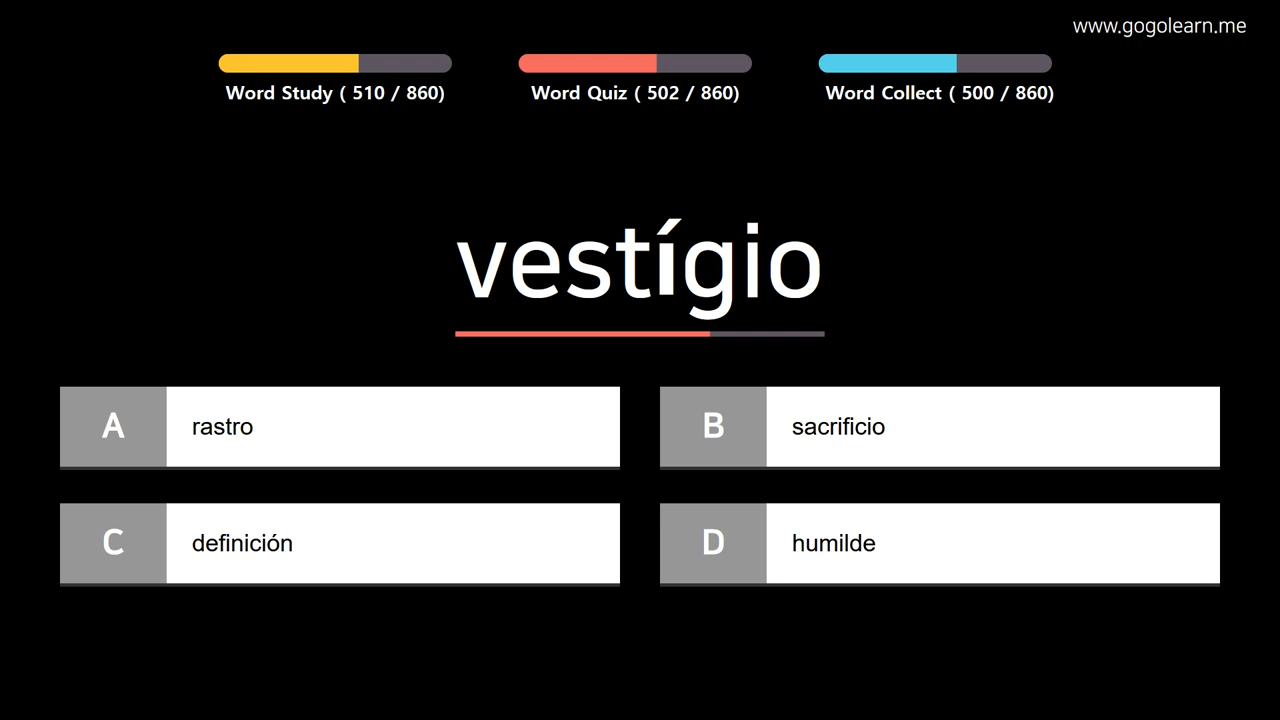 www.gogolearn.me
Word Study ( 510 / 860)
Word Quiz ( 502 / 860)
Word Collect ( 500 / 860)
vestígio
A rastro
B sacrificio
C definición
D humilde